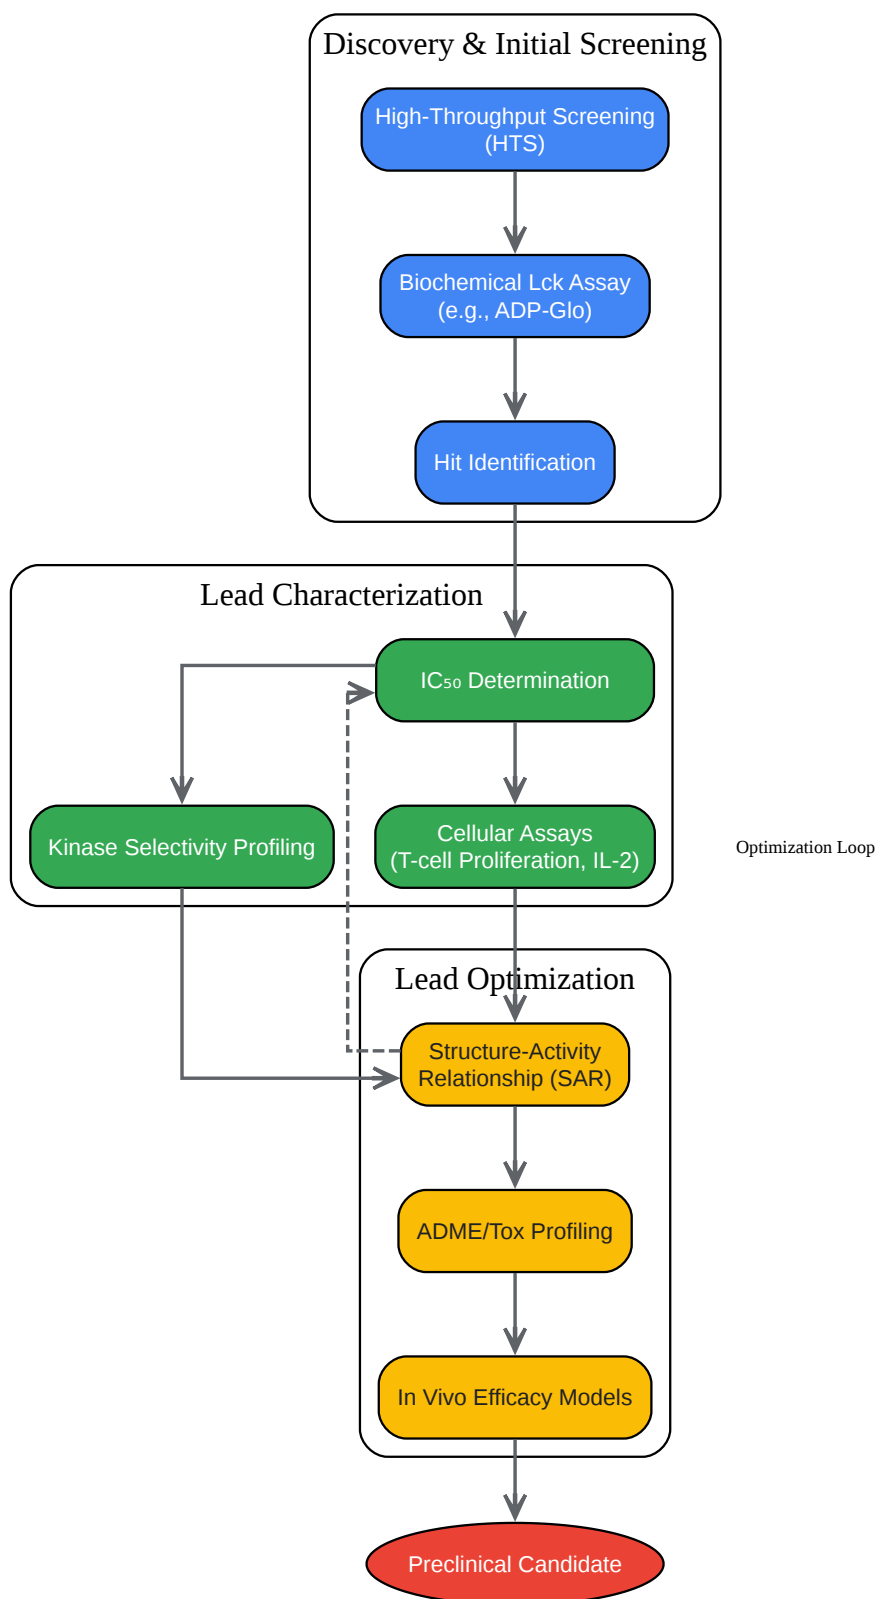 Discovery & Initial Screening
High-Throughput Screening
(HTS)
Biochemical Lck Assay
(e.g., ADP-Glo)
Hit Identification
Lead Characterization
IC₅₀ Determination
Kinase Selectivity Profiling
Cellular Assays
(T-cell Proliferation, IL-2)
Optimization Loop
Lead Optimization
Structure-Activity
Relationship (SAR)
ADME/Tox Profiling
In Vivo Efficacy Models
Preclinical Candidate